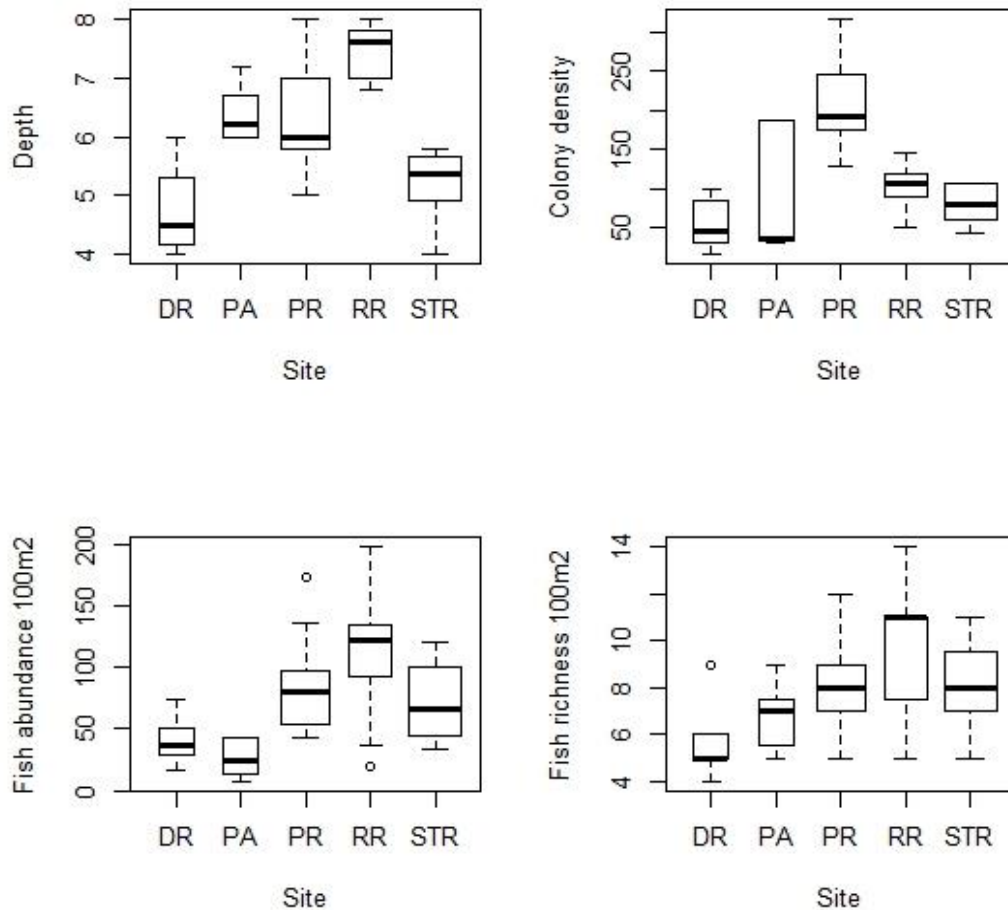 Depth
8
7
6
5
4
DR PA PR RR STR
Site
Colony density
250
150
50
DR PA PR RR STR
Site
Fish abundance 100m2
200
150
100
50
0
DR PA PR RR STR
Site
Fish richness 100m2
14
10
8
6
4
DR PA PR RR STR
Site